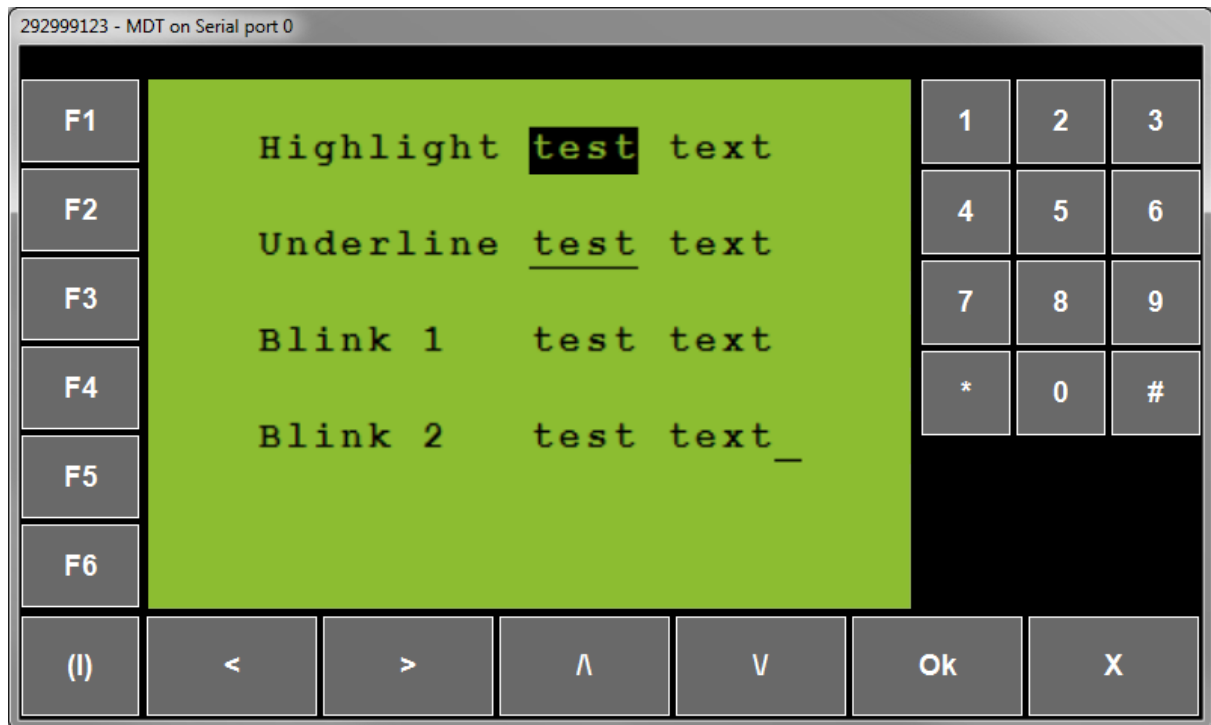 292999123 - MDT on Serial port 0
F1
F2
F3
F4
F5
F6
Highlight test text
Underline test text
Blink 1 test text
Blink 2 test text_
1 2 3
4 5 6
7 8 9
* 0 #
(I) < > /\ \/ Ok X